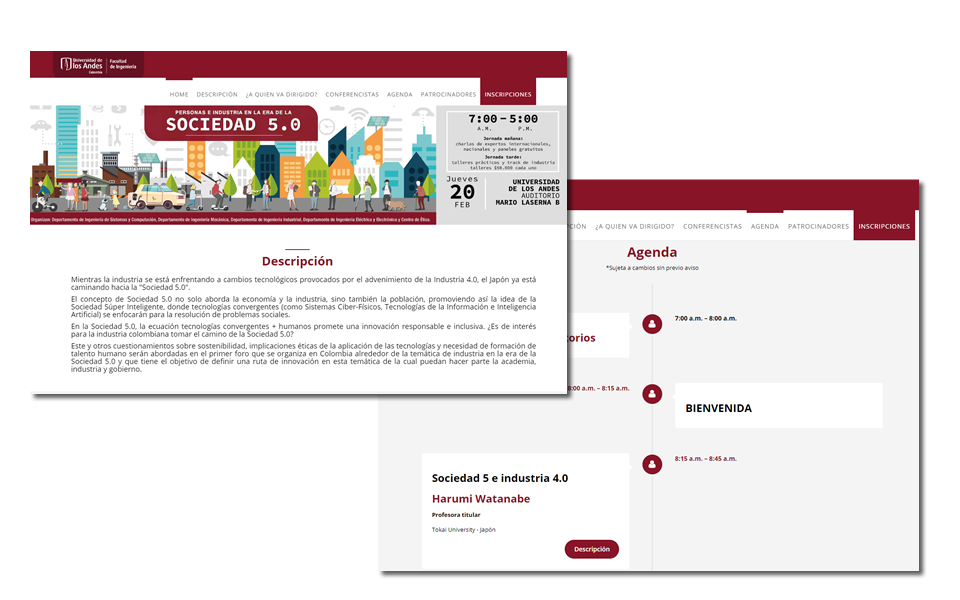 Universidad de
los Andes
Colombia
Facultad
de Ingeniería
HOME DESCRIPCIÓN ¿A QUIEN VA DIRIGIDO? CONFERENCISTAS AGENDA PATROCINADORES INSCRIPCIONES
PERSONAS E INDUSTRIA EN LA ERA DE LA
SOCIEDAD 5.0
7:00 – 5:00
A.M. P.M.
Jornada mañana:
charlas de expertos internacionales,
nacionales y paneles gratuitos
Jornada tarde:
talleres prácticos y track de industria
talleres $50.000 cada uno
Jueves
20
FEB
UNIVERSIDAD
DE LOS ANDES
AUDITORIO
MARIO LASERNA B
Organizan: Departamento de Ingeniería de Sistemas y Computación, Departamento de Ingeniería Mecánica, Departamento de Ingeniería Industrial, Departamento de Ingeniería Eléctrica y Electrónica y Centro de Ética.
Descripción
Mientras la industria se está enfrentando a cambios tecnológicos provocados por el advenimiento de la Industria 4.0, el Japón ya está
caminando hacia la "Sociedad 5.0".
El concepto de Sociedad 5.0 no solo aborda la economía y la industria, sino también la población, promoviendo así la idea de la
Sociedad Súper Inteligente, donde tecnologías convergentes (como Sistemas Ciber-Físicos, Tecnologías de la Información e Inteligencia
Artificial) se enfocarán para la resolución de problemas sociales.
En la Sociedad 5.0, la ecuación tecnologías convergentes + humanos promete una innovación responsable e inclusiva. ¿Es de interés
para la industria colombiana tomar el camino de la Sociedad 5.0?
Este y otros cuestionamientos sobre sostenibilidad, implicaciones éticas de la aplicación de las tecnologías y necesidad de formación de
talento humano serán abordadas en el primer foro que se organiza en Colombia alrededor de la temática de industria en la era de la
Sociedad 5.0 y que tiene el objetivo de definir una ruta de innovación en esta temática de la cual puedan hacer parte la academia,
industria y gobierno.
CIÓN ¿A QUIEN VA DIRIGIDO? CONFERENCISTAS AGENDA PATROCINADORES INSCRIPCIONES
Agenda
*Sujeta a cambios sin previo aviso
7:00 a.m. – 8:00 a.m.
torios
8:00 a.m. – 8:15 a.m.
BIENVENIDA
8:15 a.m. – 8:45 a.m.
Sociedad 5 e industria 4.0
Harumi Watanabe
Profesora titular
Tokai University - Japón
Descripción